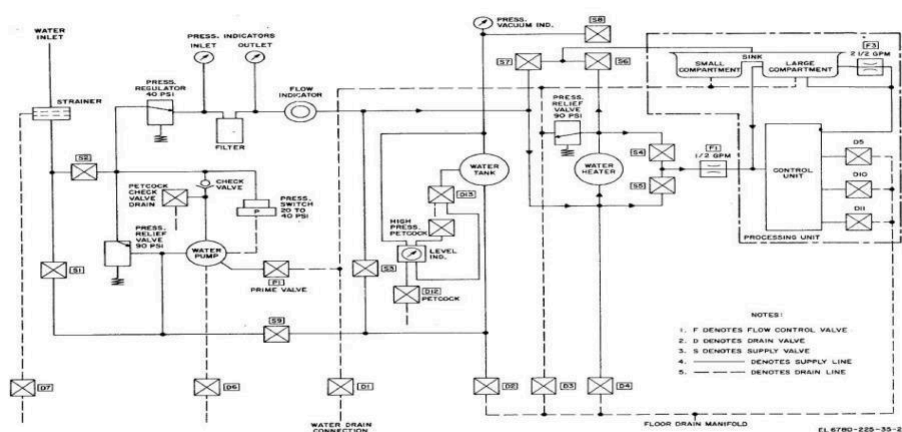 WATER
INLET
PRESS. INDICATORS
INLET OUTLET
PRESS.
VACUUM IND.
S8
S7
S6
SMALL
COMPARTMENT
SINK
LARGE
COMPARTMENT
F3
2 1/2 GPM
STRAINER
PRESS.
REGULATOR
40 PSI
FILTER
FLOW
INDICATOR
PRESS.
RELIEF
VALVE
90 PSI
S2
CHECK
VALVE
PETCOCK
CHECK
VALVE
DRAIN
PRESS.
SWITCH
20 TO
40 PSI
P
WATER
TANK
D13
WATER
HEATER
S4
S5
F1
1/2 GPM
CONTROL
UNIT
D5
D10
D11
PROCESSING UNIT
PRESS.
RELIEF
VALVE
90 PSI
WATER
PUMP
HIGH
PRESS.
PETCOCK
LEVEL
IND.
S1
P1
PRIME VALVE
S3
D12
PETCOCK
S9
NOTES:
1. F DENOTES FLOW CONTROL VALVE
2. D DENOTES DRAIN VALVE
3. S DENOTES SUPPLY VALVE
4. DENOTES SUPPLY LINE
5. DENOTES DRAIN LINE
D7
D6
D1
D2
D3
D4
WATER DRAIN
CONNECTION
FLOOR DRAIN MANIFOLD
EL6780-225-35-2